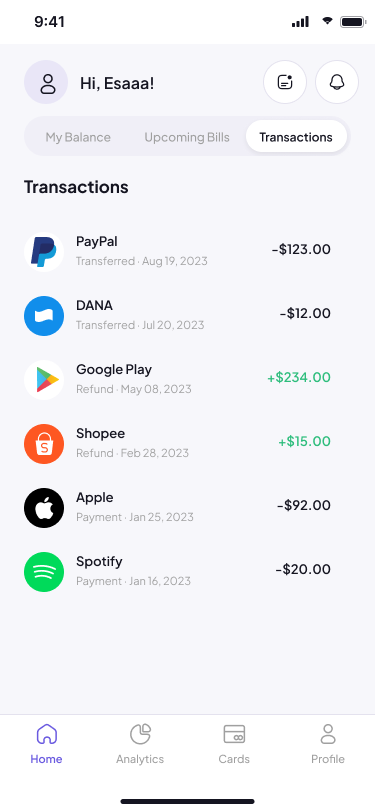 9:41
Hi, Esaaa!
My Balance
Upcoming Bills
Transactions
Transactions
PayPal
-$123.00
Transferred · Aug 19, 2023
DANA
-$12.00
Transferred · Jul 20, 2023
Google Play
+$234.00
Refund · May 08, 2023
Shopee
+$15.00
Refund · Feb 28, 2023
Apple
-$92.00
Payment · Jan 25, 2023
Spotify
-$20.00
Payment · Jan 16, 2023
Home
Analytics
Cards
Profile